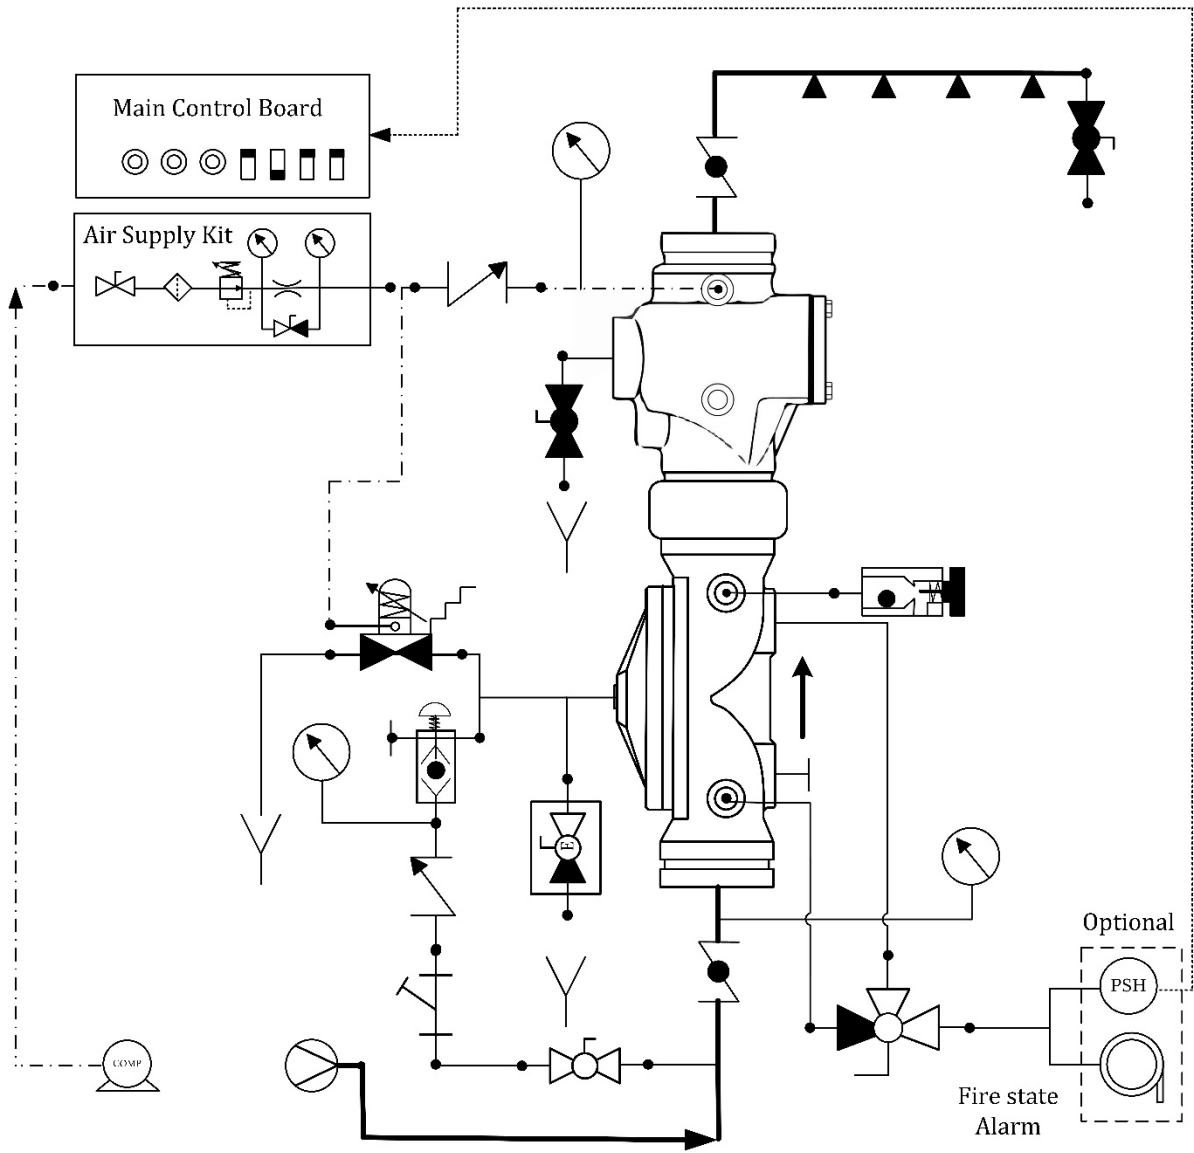 Main Control Board
Air Supply Kit
E
Optional
PSH
COMP
Fire state
Alarm